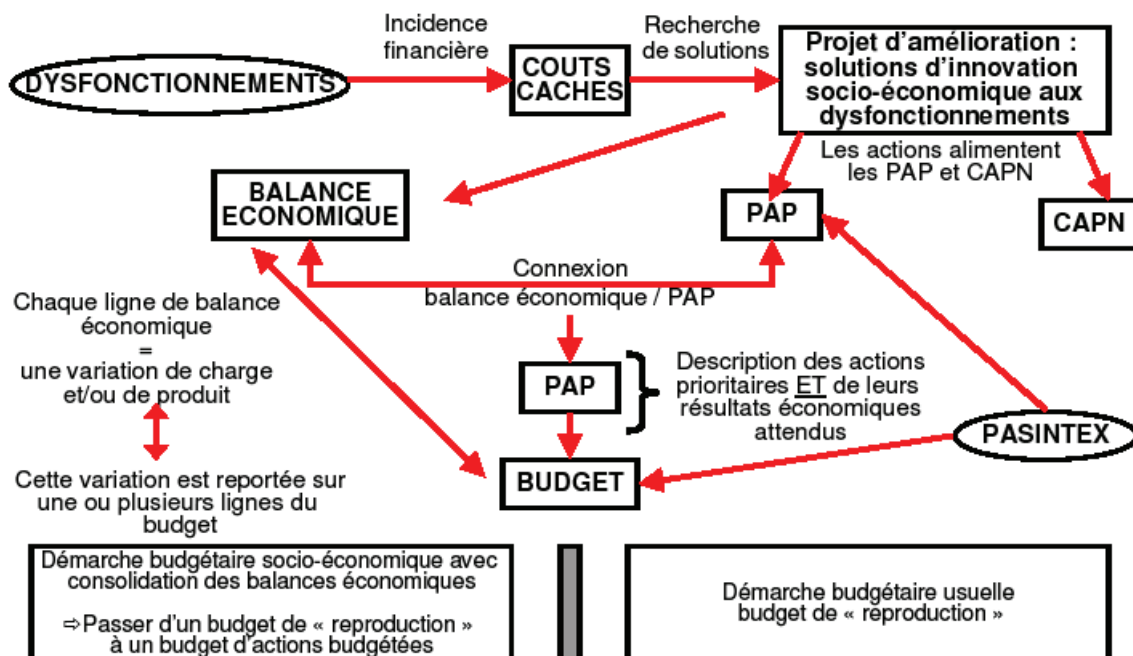 Incidence
financière
Recherche
de solutions
DYSFONCTIONNEMENTS
COUTS
CACHES
Projet d'amélioration :
solutions d'innovation
socio-économique aux
dysfonctionnements
Les actions alimentent
les PAP et CAPN
BALANCE
ECONOMIQUE
PAP
CAPN
Connexion
balance économique / PAP
Chaque ligne de balance
économique
=
une variation de charge
et/ou de produit
PAP
Description des actions
prioritaires ET de leurs
résultats économiques
attendus
PASINTEX
Cette variation est reportée sur
une ou plusieurs lignes du
budget
BUDGET
Démarche budgétaire socio-économique avec
consolidation des balances économiques
⇨Passer d'un budget de « reproduction »
à un budget d'actions budgétées
Démarche budgétaire usuelle
budget de « reproduction »